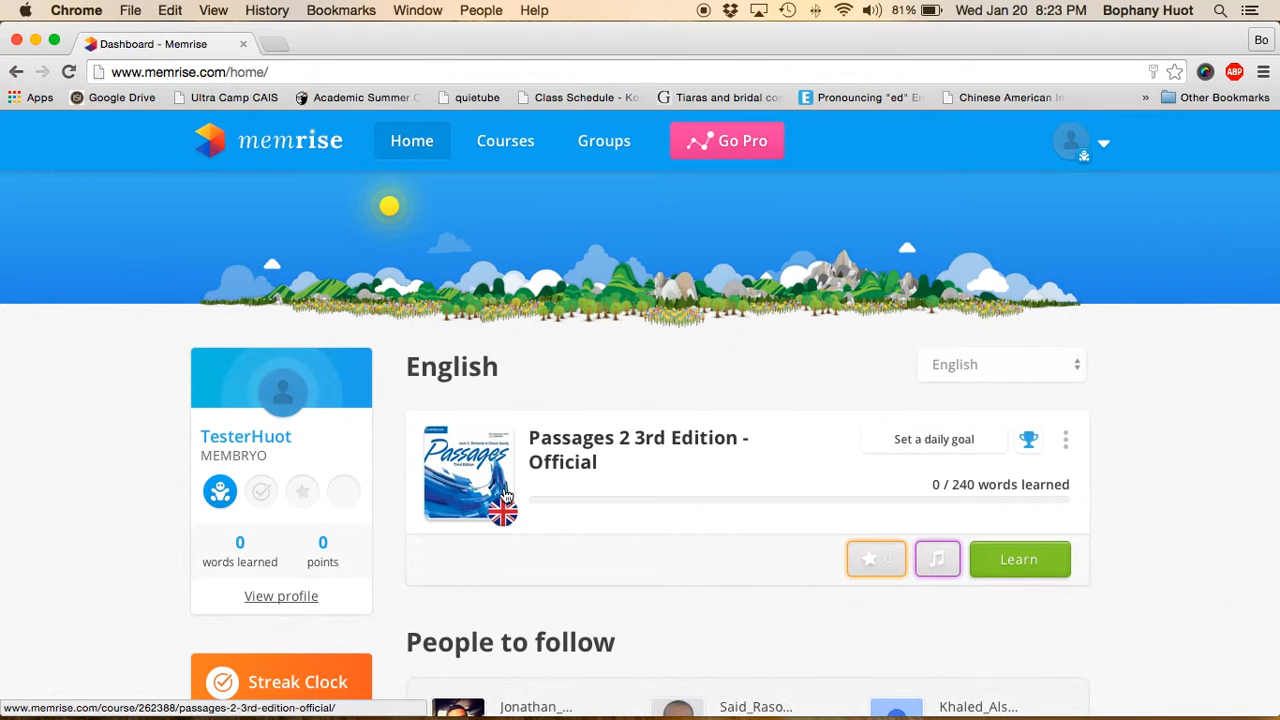 Chrome File Edit View History Bookmarks Window People Help 81% Wed Jan 20 8:23 PM Bophany Huot
Dashboard - Memrise
Bo
www.memrise.com/home/
ABP
Apps Google Drive Ultra Camp CAIS Academic Summer C quietube Class Schedule - Ko Tiaras and bridal co Pronouncing "ed" E Chinese American In » Other Bookmarks
memrise Home Courses Groups Go Pro
English
English
TesterHuot
MEMBRYO
0 words learned
0 points
View profile
Streak Clock
Passages
Passages 2 3rd Edition -
Official
Set a daily goal
0 / 240 words learned
0
Learn
People to follow
Jonathan_... Said_Raso... Khaled_Als...
www.memrise.com/course/262388/passages-2-3rd-edition-official/